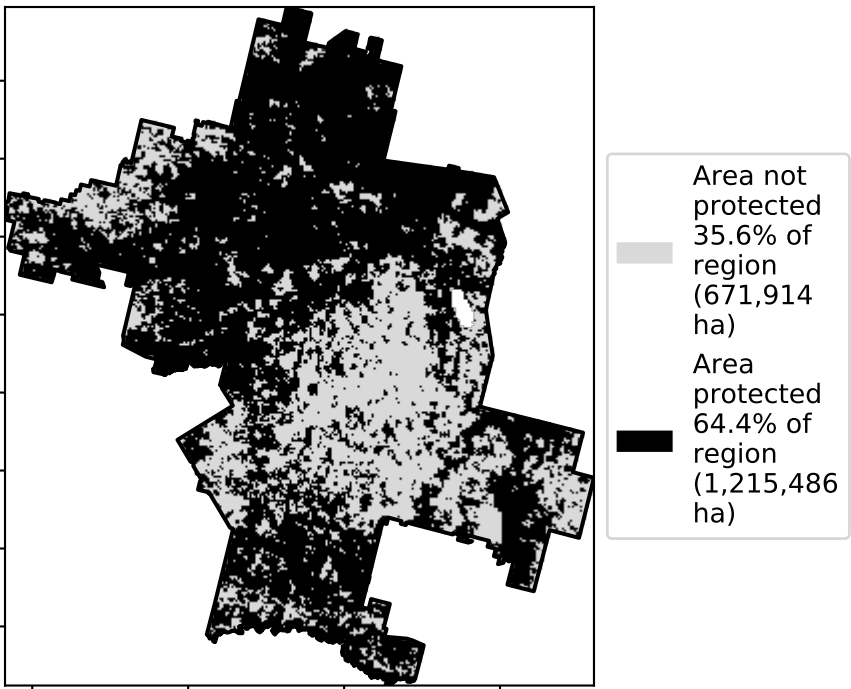 Area not
protected
35.6% of
region
(671,914
ha)
Area
protected
64.4% of
region
(1,215,486
ha)